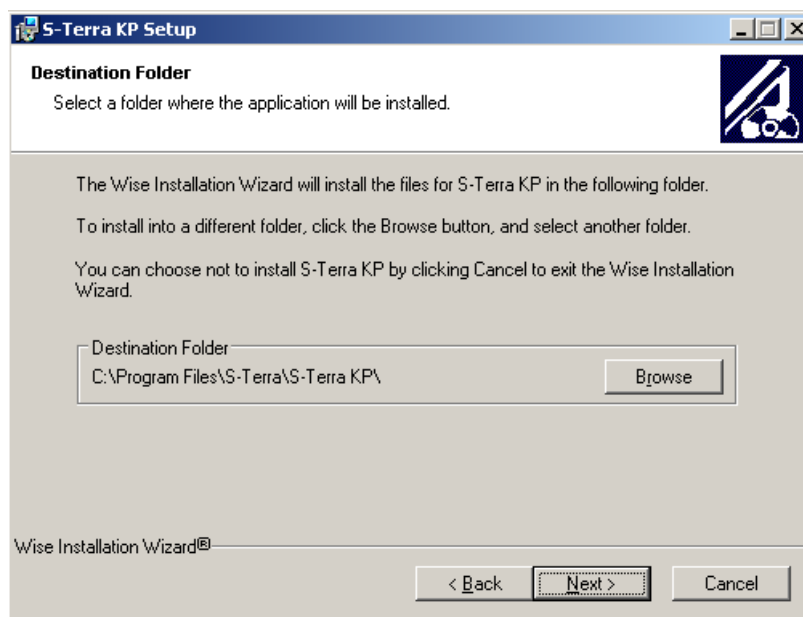 S-Terra KP Setup
Destination Folder
Select a folder where the application will be installed.
The Wise Installation Wizard will install the files for S-Terra KP in the following folder.
To install into a different folder, click the Browse button, and select another folder.
You can choose not to install S-Terra KP by clicking Cancel to exit the Wise Installation
Wizard.
Destination Folder
C:\Program Files\S-Terra\S-Terra KP\
Browse
Wise Installation Wizard®
< Back
Next >
Cancel